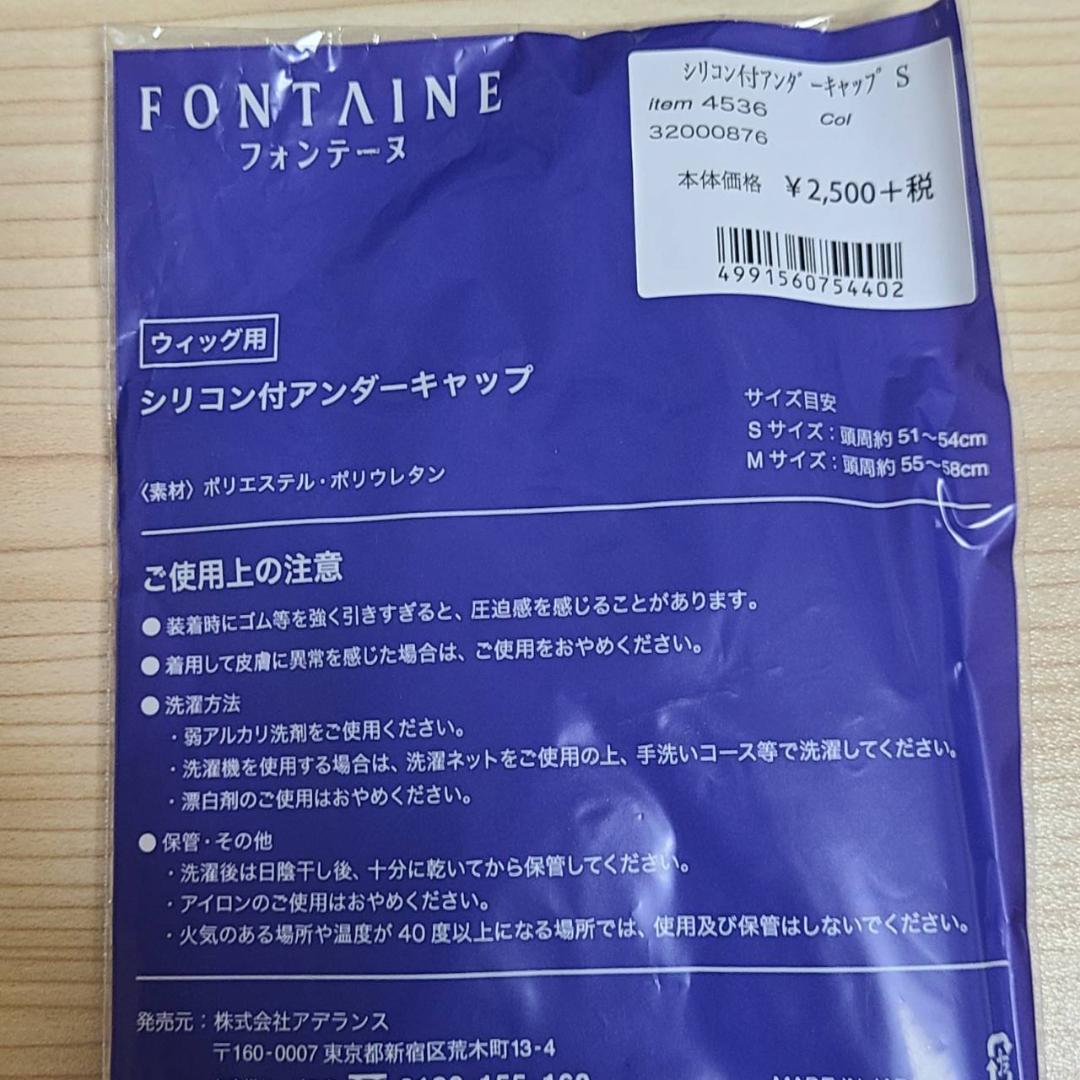 FONTAINE
フォンテーヌ
シリコン付アンダーキャップ S
item 4536 Col
32000876
本体価格 ¥2,500+税
4991560754402
ウィッグ用
シリコン付アンダーキャップ
サイズ目安
Sサイズ：頭周約51～54cm
Mサイズ：頭周約55～58cm
〈素材〉ポリエステル・ポリウレタン
ご使用上の注意
●装着時にゴム等を強く引きすぎると、圧迫感を感じることがあります。
●着用して皮膚に異常を感じた場合は、ご使用をおやめください。
●洗濯方法
・弱アルカリ洗剤をご使用ください。
・洗濯機を使用する場合は、洗濯ネットをご使用の上、手洗いコース等で洗濯してください。
・漂白剤のご使用はおやめください。
●保管・その他
・洗濯後は日陰干し後、十分に乾いてから保管してください。
・アイロンのご使用はおやめください。
・火気のある場所や温度が40度以上になる場所では、使用及び保管はしないでください。
発売元：株式会社アデランス
〒160-0007 東京都新宿区荒木町13-4